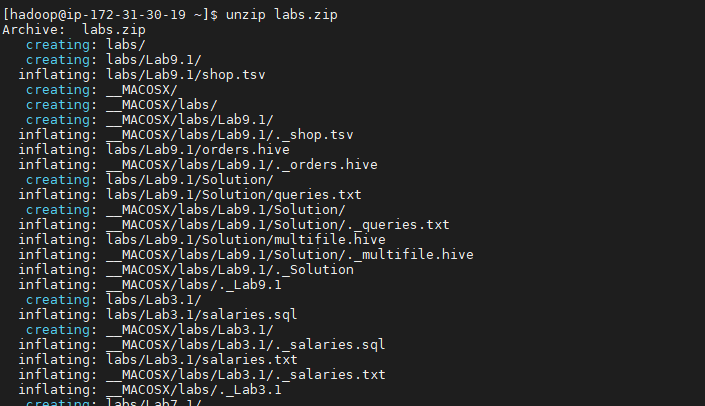 [hadoop@ip-172-31-30-19 ~]$ unzip labs.zip
Archive:  labs.zip
   creating: labs/
   creating: labs/Lab9.1/
  inflating: labs/Lab9.1/shop.tsv
   creating: __MACOSX/
   creating: __MACOSX/labs/
   creating: __MACOSX/labs/Lab9.1/
  inflating: __MACOSX/labs/Lab9.1/._shop.tsv
  inflating: labs/Lab9.1/orders.hive
  inflating: __MACOSX/labs/Lab9.1/._orders.hive
   creating: labs/Lab9.1/Solution/
  inflating: labs/Lab9.1/Solution/queries.txt
   creating: __MACOSX/labs/Lab9.1/Solution/
  inflating: __MACOSX/labs/Lab9.1/Solution/._queries.txt
  inflating: labs/Lab9.1/Solution/multifile.hive
  inflating: __MACOSX/labs/Lab9.1/Solution/._multifile.hive
  inflating: __MACOSX/labs/Lab9.1/._Solution
  inflating: __MACOSX/labs/._Lab9.1
   creating: labs/Lab3.1/
  inflating: labs/Lab3.1/salaries.sql
   creating: __MACOSX/labs/Lab3.1/
  inflating: __MACOSX/labs/Lab3.1/._salaries.sql
  inflating: labs/Lab3.1/salaries.txt
  inflating: __MACOSX/labs/Lab3.1/._salaries.txt
  inflating: __MACOSX/labs/._Lab3.1
   creating: labs/Lab7.1/